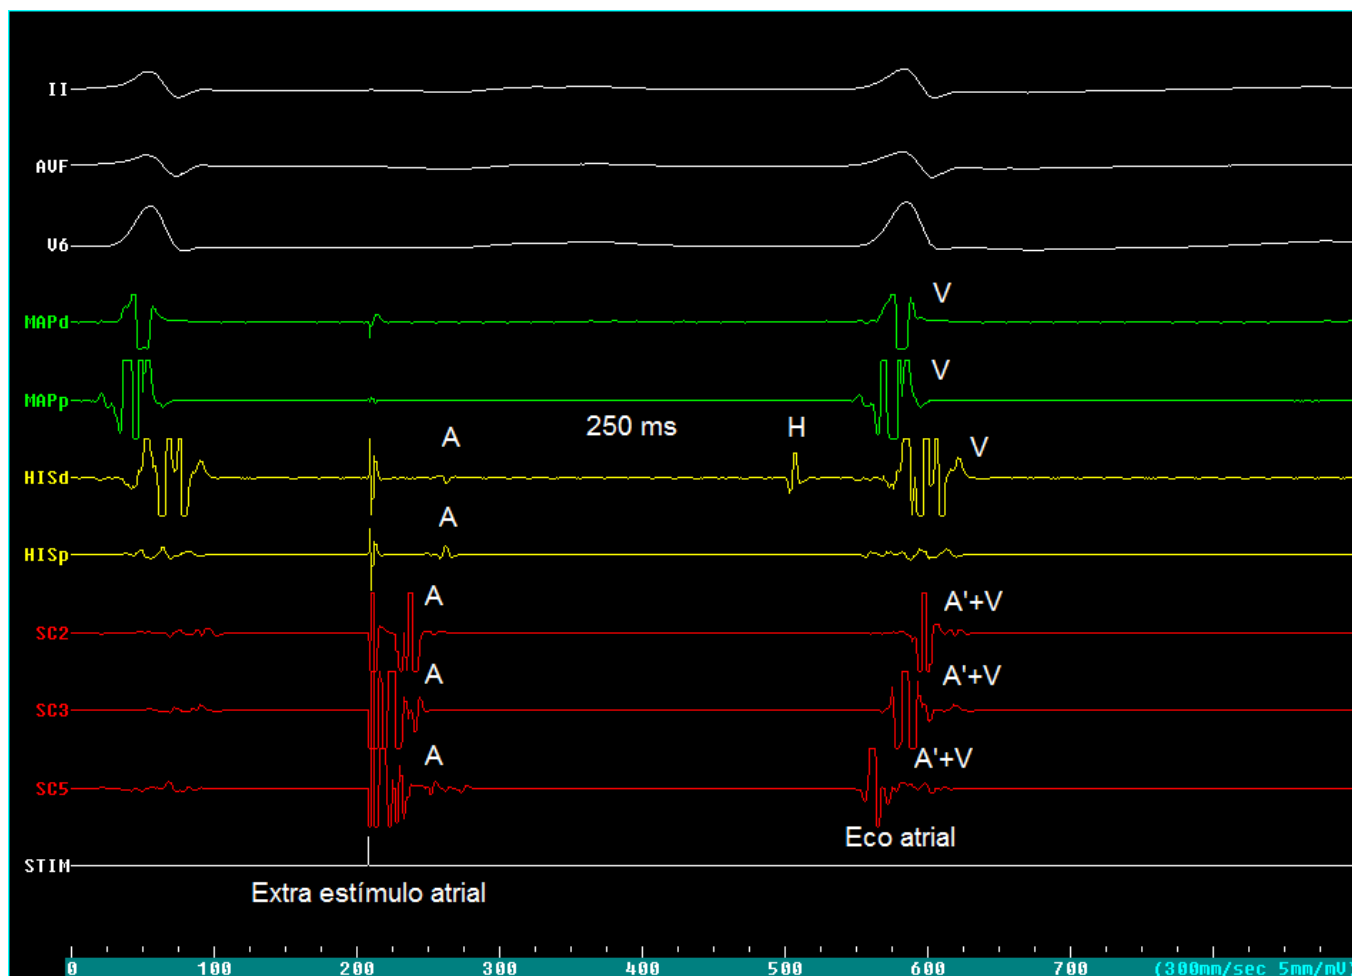 II
AVF
V6
MAPd
V
MAPp
V
250 ms
H
A
V
HISd
A
HISp
A
A'+V
SC2
A
A'+V
SC3
A
A'+V
SC5
Eco atrial
STIM
Extra estímulo atrial
0 100 200 300 400 500 600 700 (300mm/sec 5mm/mV)